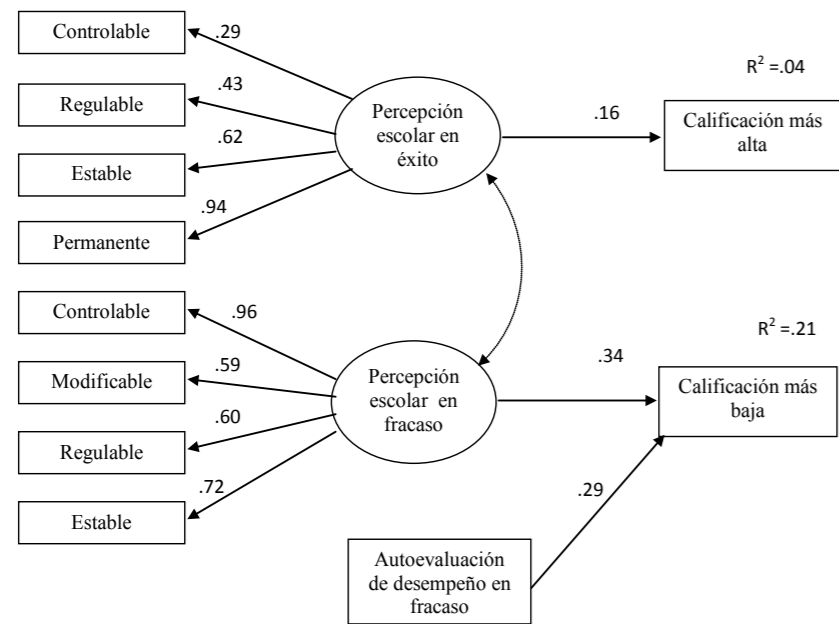 Controlable
.29
Regulable
.43
Estable
.62
Permanente
.94
Percepción
escolar en
éxito
.16
R² =.04
Calificación más
alta
Controlable
.96
Modificable
.59
Regulable
.60
Estable
.72
Percepción
escolar en
fracaso
.34
R² =.21
Calificación más
baja
.29
Autoevaluación
de desempeño en
fracaso